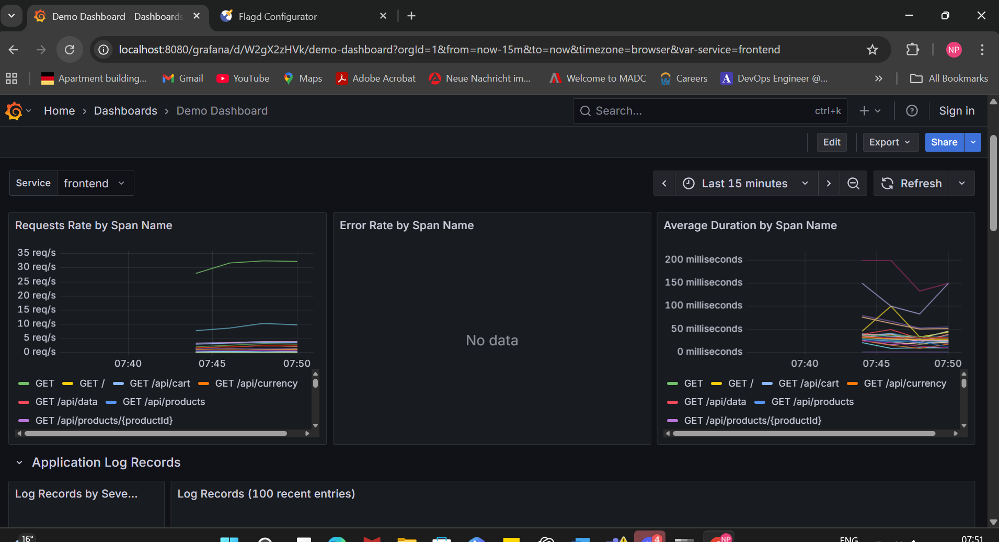 Demo Dashboard - Dashboards
Flagd Configurator
localhost:8080/grafana/d/W2gX2zHVk/demo-dashboard?orgId=1&from=now-15m&to=now&timezone=browser&var-service=frontend
NP
Apartment building...
Gmail
YouTube
Maps
Adobe Acrobat
Neue Nachricht im...
Welcome to MADC
Careers
A
DevOps Engineer @...
»
All Bookmarks
Home › Dashboards › Demo Dashboard
Search...
ctrl+k
Sign in
Edit
Export
Share
Service
frontend
Last 15 minutes
Refresh
Requests Rate by Span Name
35 req/s
30 req/s
25 req/s
20 req/s
15 req/s
10 req/s
5 req/s
0 req/s
07:40 07:45 07:50
GET GET / GET /api/cart GET /api/currency
GET /api/data GET /api/products
GET /api/products/{productId}
Error Rate by Span Name
No data
Average Duration by Span Name
200 milliseconds
150 milliseconds
100 milliseconds
50 milliseconds
0 milliseconds
07:40 07:45 07:50
GET GET / GET /api/cart GET /api/currency
GET /api/data GET /api/products
GET /api/products/{productId}
Application Log Records
Log Records by Seve...
Log Records (100 recent entries)
16°
4
NP
ENG
07:51